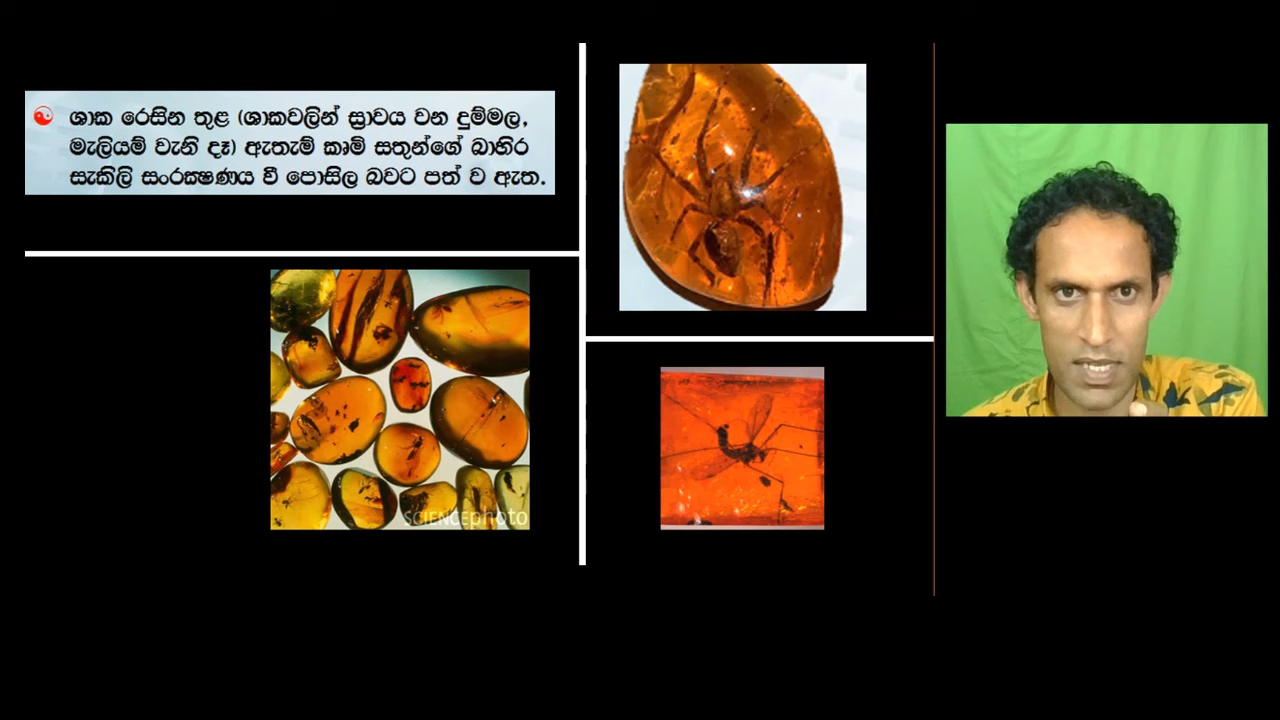 ශාක රෙසින තුළ (ශාකවලින් ස්‍රාවය වන දුම්මල,
මැලියම් වැනි දෑ) ඇතැම් කෘමි සතුන්ගේ බාහිර
සැකිලි සංරක්ෂණය වී පොසිල බවට පත් ව ඇත.
SCIENCEphoto